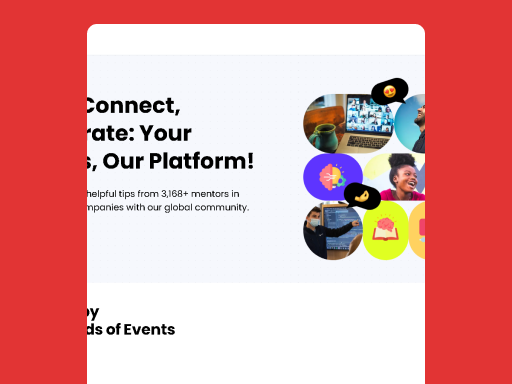 Connect,
rate: Your
s, Our Platform!
helpful tips from 3,168+ mentors in
mpanies with our global community.
by
ds of Events